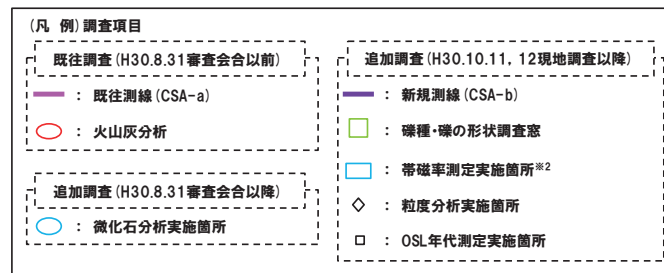 (凡 例)調査項目
既往調査(H30.8.31審査会合以前)
： 既往測線(CSA-a)
： 火山灰分析
追加調査(H30.8.31審査会合以降)
： 微化石分析実施箇所
追加調査(H30.10.11, 12現地調査以降)
： 新規測線(CSA-b)
： 礫種・礫の形状調査窓
： 帯磁率測定実施箇所※2
： 粒度分析実施箇所
： OSL年代測定実施箇所